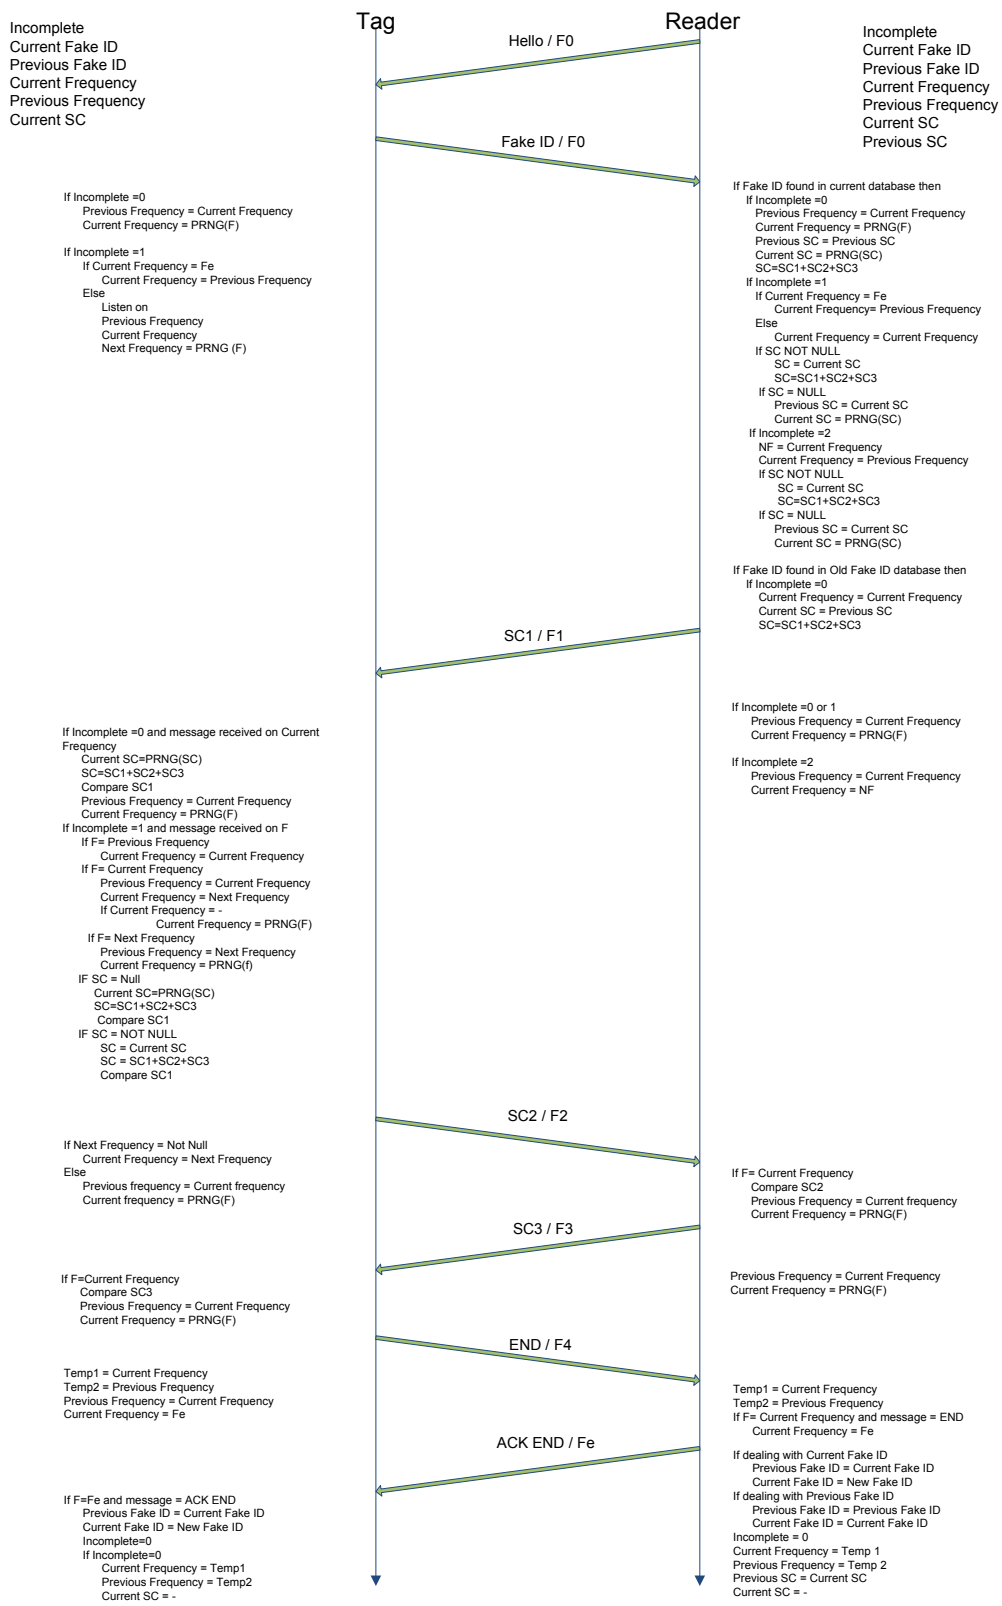 Tag
Reader
Incomplete
Current Fake ID
Previous Fake ID
Current Frequency
Previous Frequency
Current SC
Incomplete
Current Fake ID
Previous Fake ID
Current Frequency
Previous Frequency
Current SC
Previous SC
Hello / F0
Fake ID / F0
If Incomplete =0
Previous Frequency = Current Frequency
Current Frequency = PRNG(F)
If Incomplete =1
If Current Frequency = Fe
Current Frequency = Previous Frequency
Else
Listen on
Previous Frequency
Current Frequency
Next Frequency = PRNG (F)
If Fake ID found in current database then
If Incomplete =0
Previous Frequency = Current Frequency
Current Frequency = PRNG(F)
Previous SC = Previous SC
Current SC = PRNG(SC)
SC=SC1+SC2+SC3
If Incomplete =1
If Current Frequency = Fe
Current Frequency= Previous Frequency
Else
Current Frequency = Current Frequency
If SC NOT NULL
SC = Current SC
SC=SC1+SC2+SC3
If SC = NULL
Previous SC = Current SC
Current SC = PRNG(SC)
If Incomplete =2
NF = Current Frequency
Current Frequency = Previous Frequency
If SC NOT NULL
SC = Current SC
SC=SC1+SC2+SC3
If SC = NULL
Previous SC = Current SC
Current SC = PRNG(SC)
If Fake ID found in Old Fake ID database then
If Incomplete =0
Current Frequency = Current Frequency
Current SC = Previous SC
SC=SC1+SC2+SC3
SC1 / F1
If Incomplete =0 or 1
Previous Frequency = Current Frequency
Current Frequency = PRNG(F)
If Incomplete =2
Previous Frequency = Current Frequency
Current Frequency = NF
If Incomplete =0 and message received on Current
Frequency
Current SC=PRNG(SC)
SC=SC1+SC2+SC3
Compare SC1
Previous Frequency = Current Frequency
Current Frequency = PRNG(F)
If Incomplete =1 and message received on F
If F= Previous Frequency
Current Frequency = Current Frequency
If F= Current Frequency
Previous Frequency = Current Frequency
Current Frequency = Next Frequency
If Current Frequency = -
Current Frequency = PRNG(F)
If F= Next Frequency
Previous Frequency = Next Frequency
Current Frequency = PRNG(f)
IF SC = Null
Current SC=PRNG(SC)
SC=SC1+SC2+SC3
Compare SC1
IF SC = NOT NULL
SC = Current SC
SC = SC1+SC2+SC3
Compare SC1
SC2 / F2
If Next Frequency = Not Null
Current Frequency = Next Frequency
Else
Previous frequency = Current frequency
Current frequency = PRNG(F)
If F= Current Frequency
Compare SC2
Previous Frequency = Current frequency
Current Frequency = PRNG(F)
SC3 / F3
If F=Current Frequency
Compare SC3
Previous Frequency = Current Frequency
Current Frequency = PRNG(F)
Previous Frequency = Current Frequency
Current Frequency = PRNG(F)
END / F4
Temp1 = Current Frequency
Temp2 = Previous Frequency
Previous Frequency = Current Frequency
Current Frequency = Fe
Temp1 = Current Frequency
Temp2 = Previous Frequency
If F= Current Frequency and message = END
Current Frequency = Fe
ACK END / Fe
If dealing with Current Fake ID
Previous Fake ID = Current Fake ID
Current Fake ID = New Fake ID
If dealing with Previous Fake ID
Previous Fake ID = Previous Fake ID
Current Fake ID = Current Fake ID
Incomplete = 0
Current Frequency = Temp 1
Previous Frequency = Temp 2
Previous SC = Current SC
Current SC = -
If F=Fe and message = ACK END
Previous Fake ID = Current Fake ID
Current Fake ID = New Fake ID
Incomplete=0
If Incomplete=0
Current Frequency = Temp1
Previous Frequency = Temp2
Current SC = -